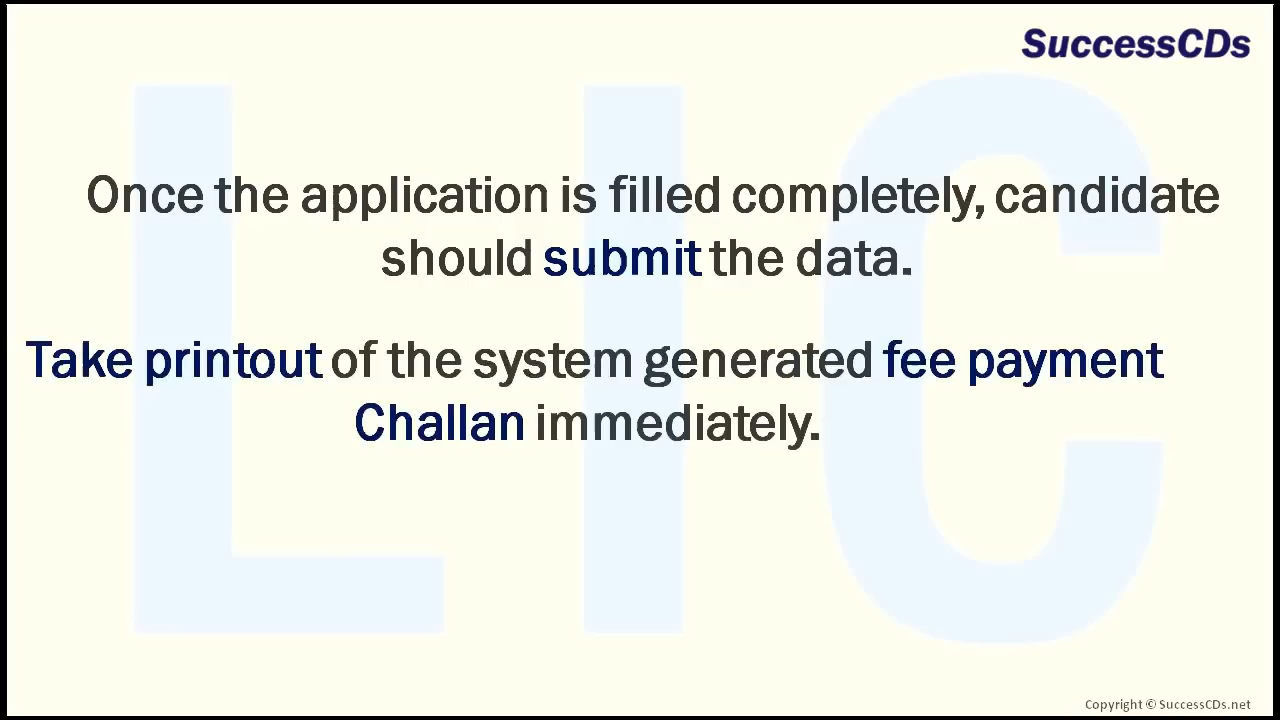 SuccessCDs
LIC
Once the application is filled completely, candidate
should submit the data.
Take printout of the system generated fee payment
Challan immediately.
Copyright © SuccessCDs.net